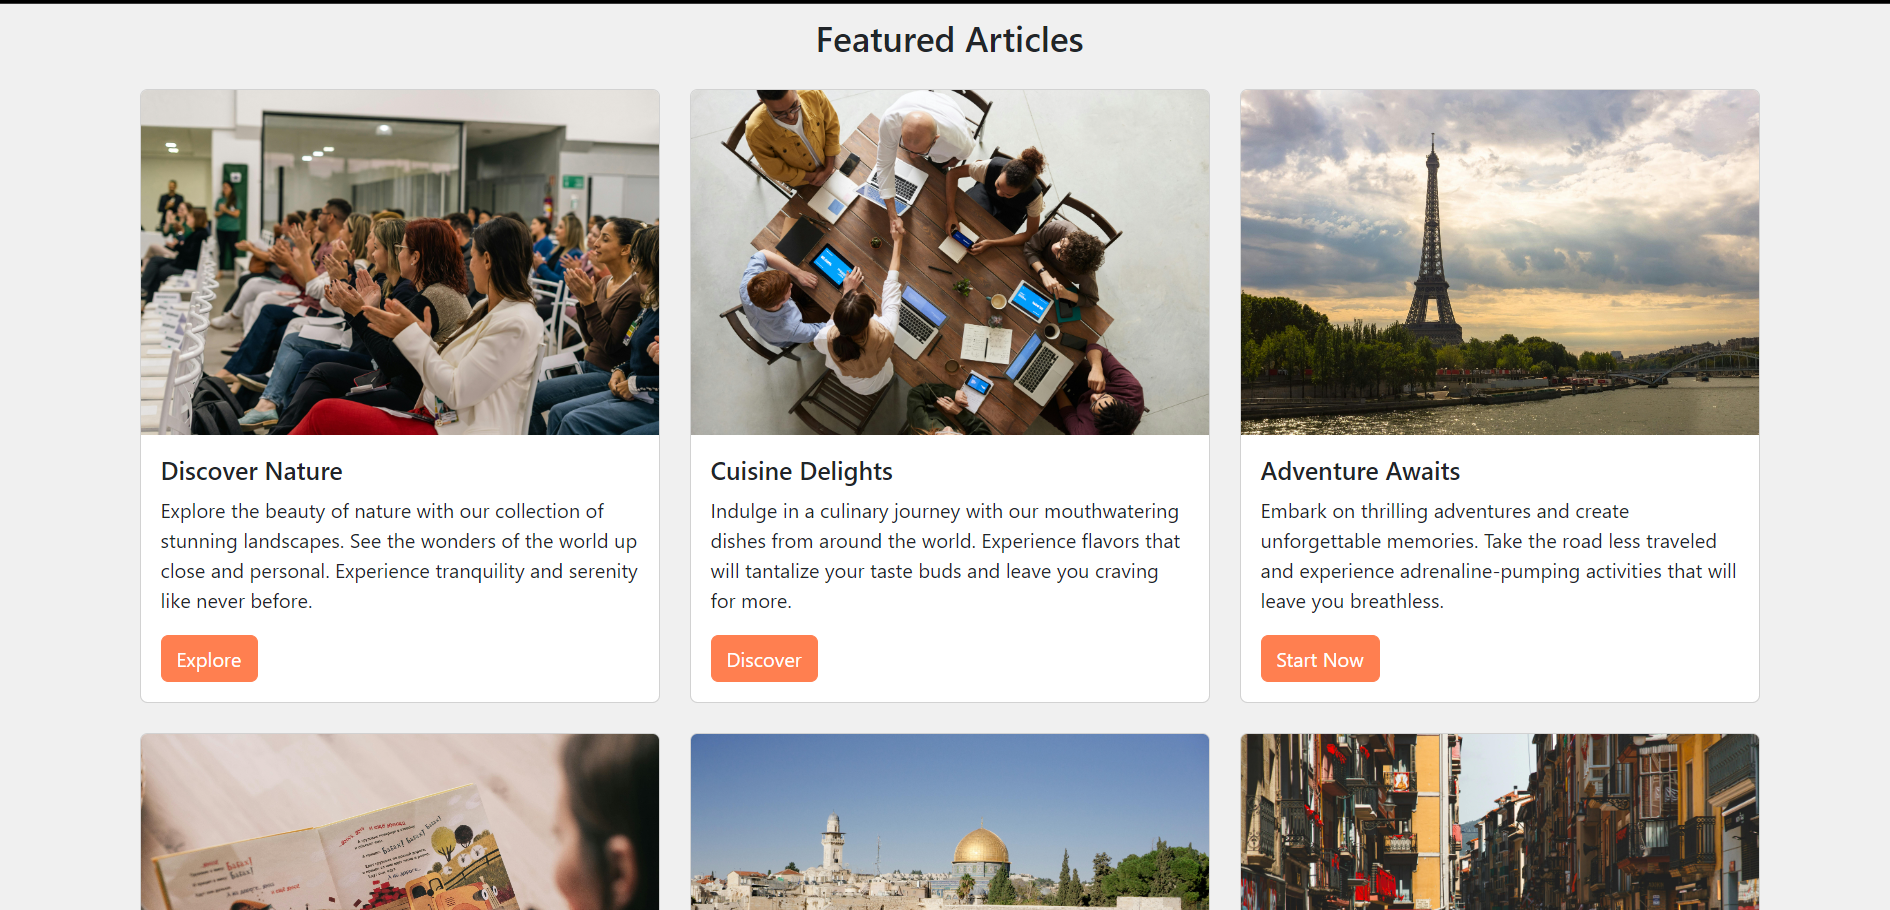 Featured Articles
Discover Nature
Explore the beauty of nature with our collection of
stunning landscapes. See the wonders of the world up
close and personal. Experience tranquility and serenity
like never before.
Explore
Cuisine Delights
Indulge in a culinary journey with our mouthwatering
dishes from around the world. Experience flavors that
will tantalize your taste buds and leave you craving
for more.
Discover
Adventure Awaits
Embark on thrilling adventures and create
unforgettable memories. Take the road less traveled
and experience adrenaline-pumping activities that will
leave you breathless.
Start Now